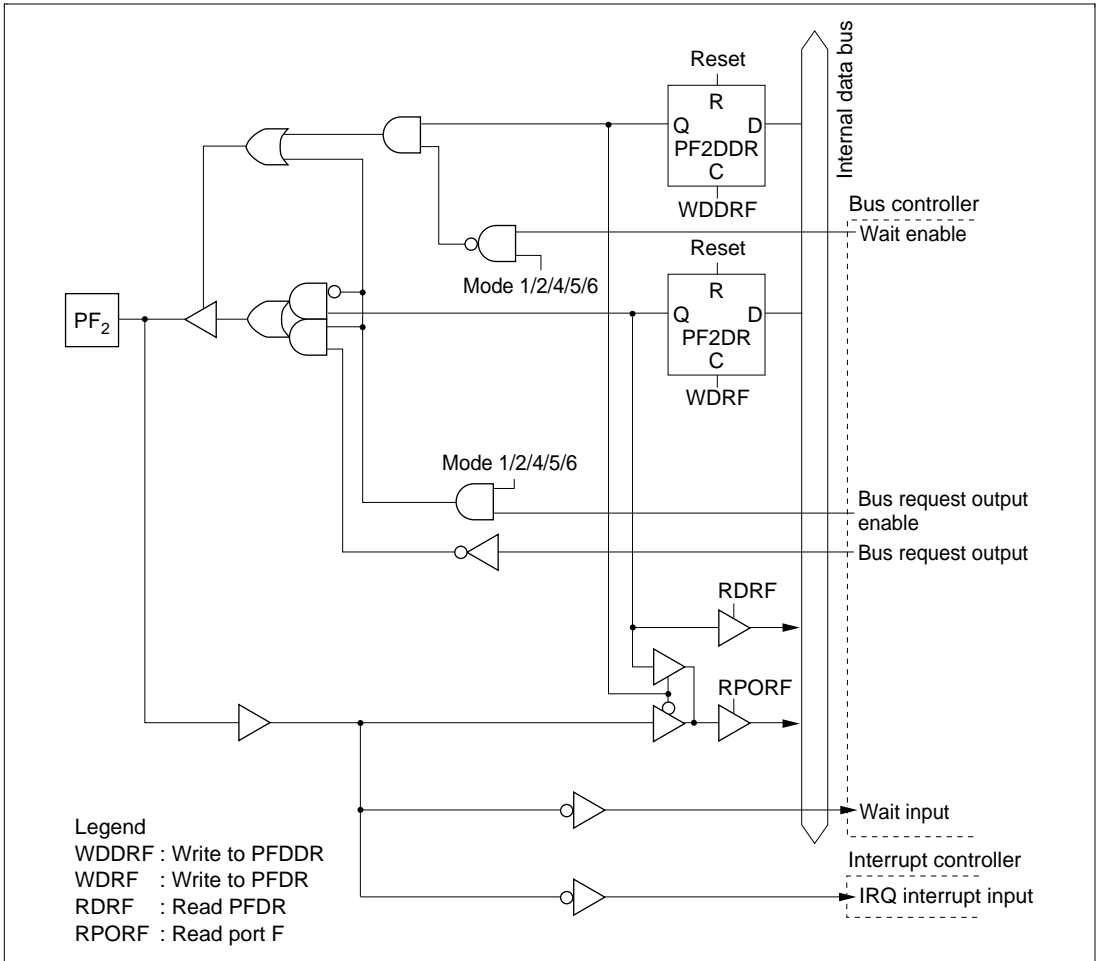 Reset
R
Q D
PF2DDR
C
WDDRF
Internal data bus
Bus controller
Wait enable
Mode 1/2/4/5/6
Reset
R
Q D
PF2DR
C
WDRF
PF2
Mode 1/2/4/5/6
Bus request output
enable
Bus request output
RDRF
RPORF
Wait input
Legend
WDDRF : Write to PFDDR
WDRF : Write to PFDR
RDRF : Read PFDR
RPORF : Read port F
Interrupt controller
IRQ interrupt input